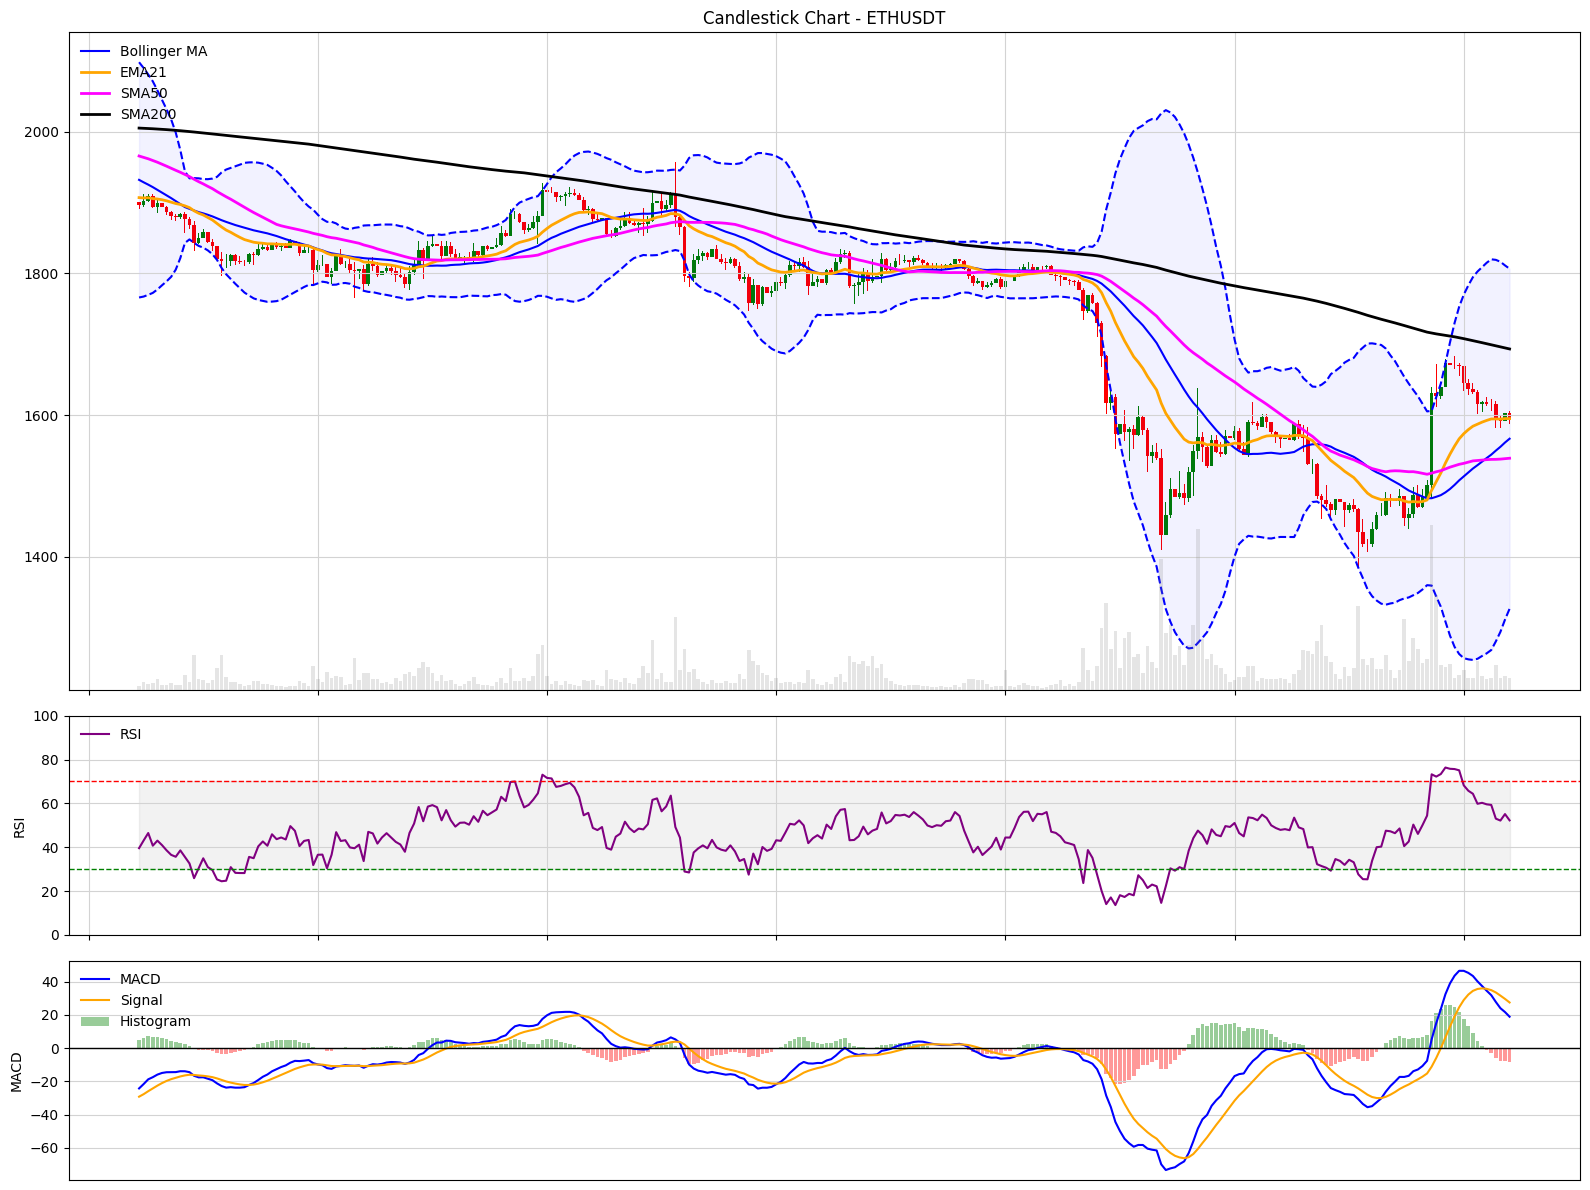 Candlestick Chart - ETHUSDT
Bollinger MA
EMA21
SMA50
SMA200
2000
1800
1600
1400
RSI
100
80
60
40
20
0
RSI
MACD
Signal
Histogram
40
20
0
−20
−40
−60
MACD